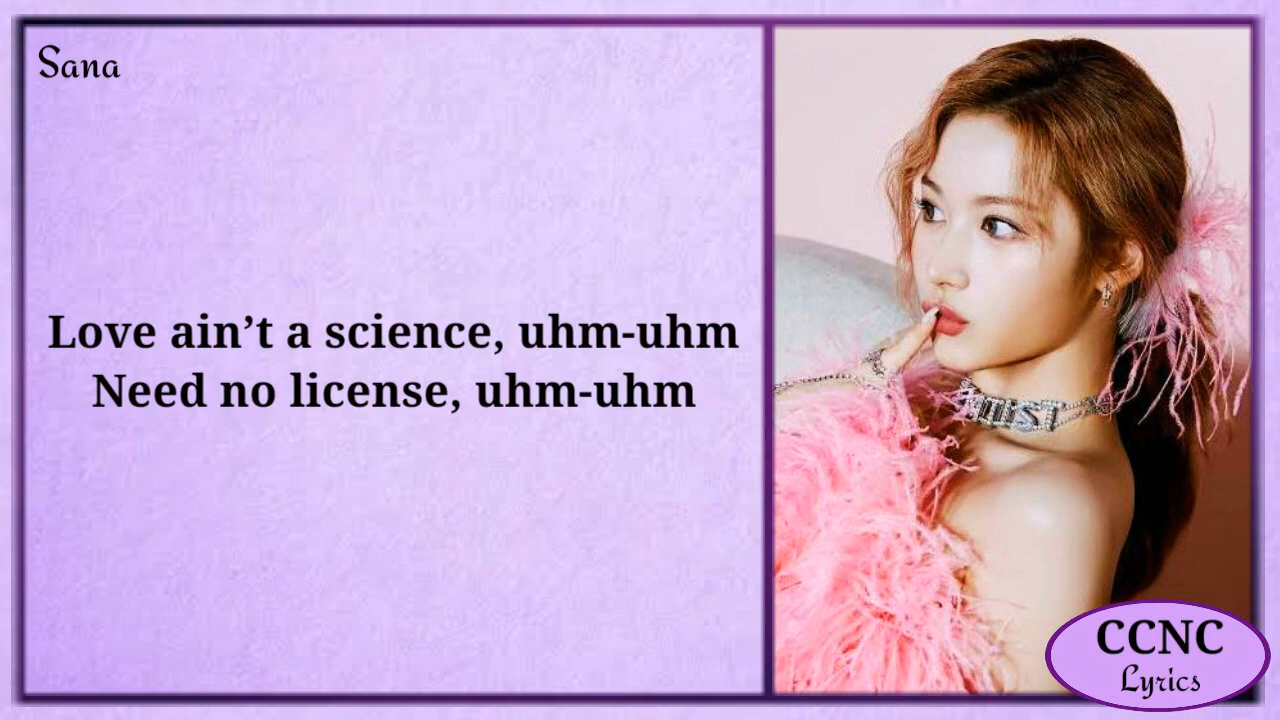 Sana
Love ain’t a science, uhm-uhm
Need no license, uhm-uhm
CCNC
Lyrics